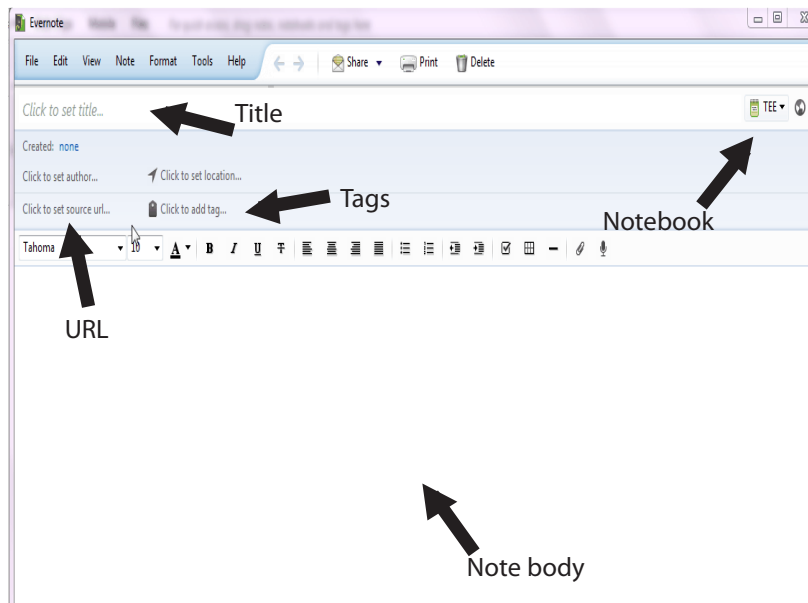 Evernote
File Edit View Note Format Tools Help Share Print Delete
Click to set title... Title TEE
Created: none
Click to set author... Click to set location...
Click to set source url... Click to add tag... Tags
Notebook
Tahoma 10 A B I U T
URL
Note body